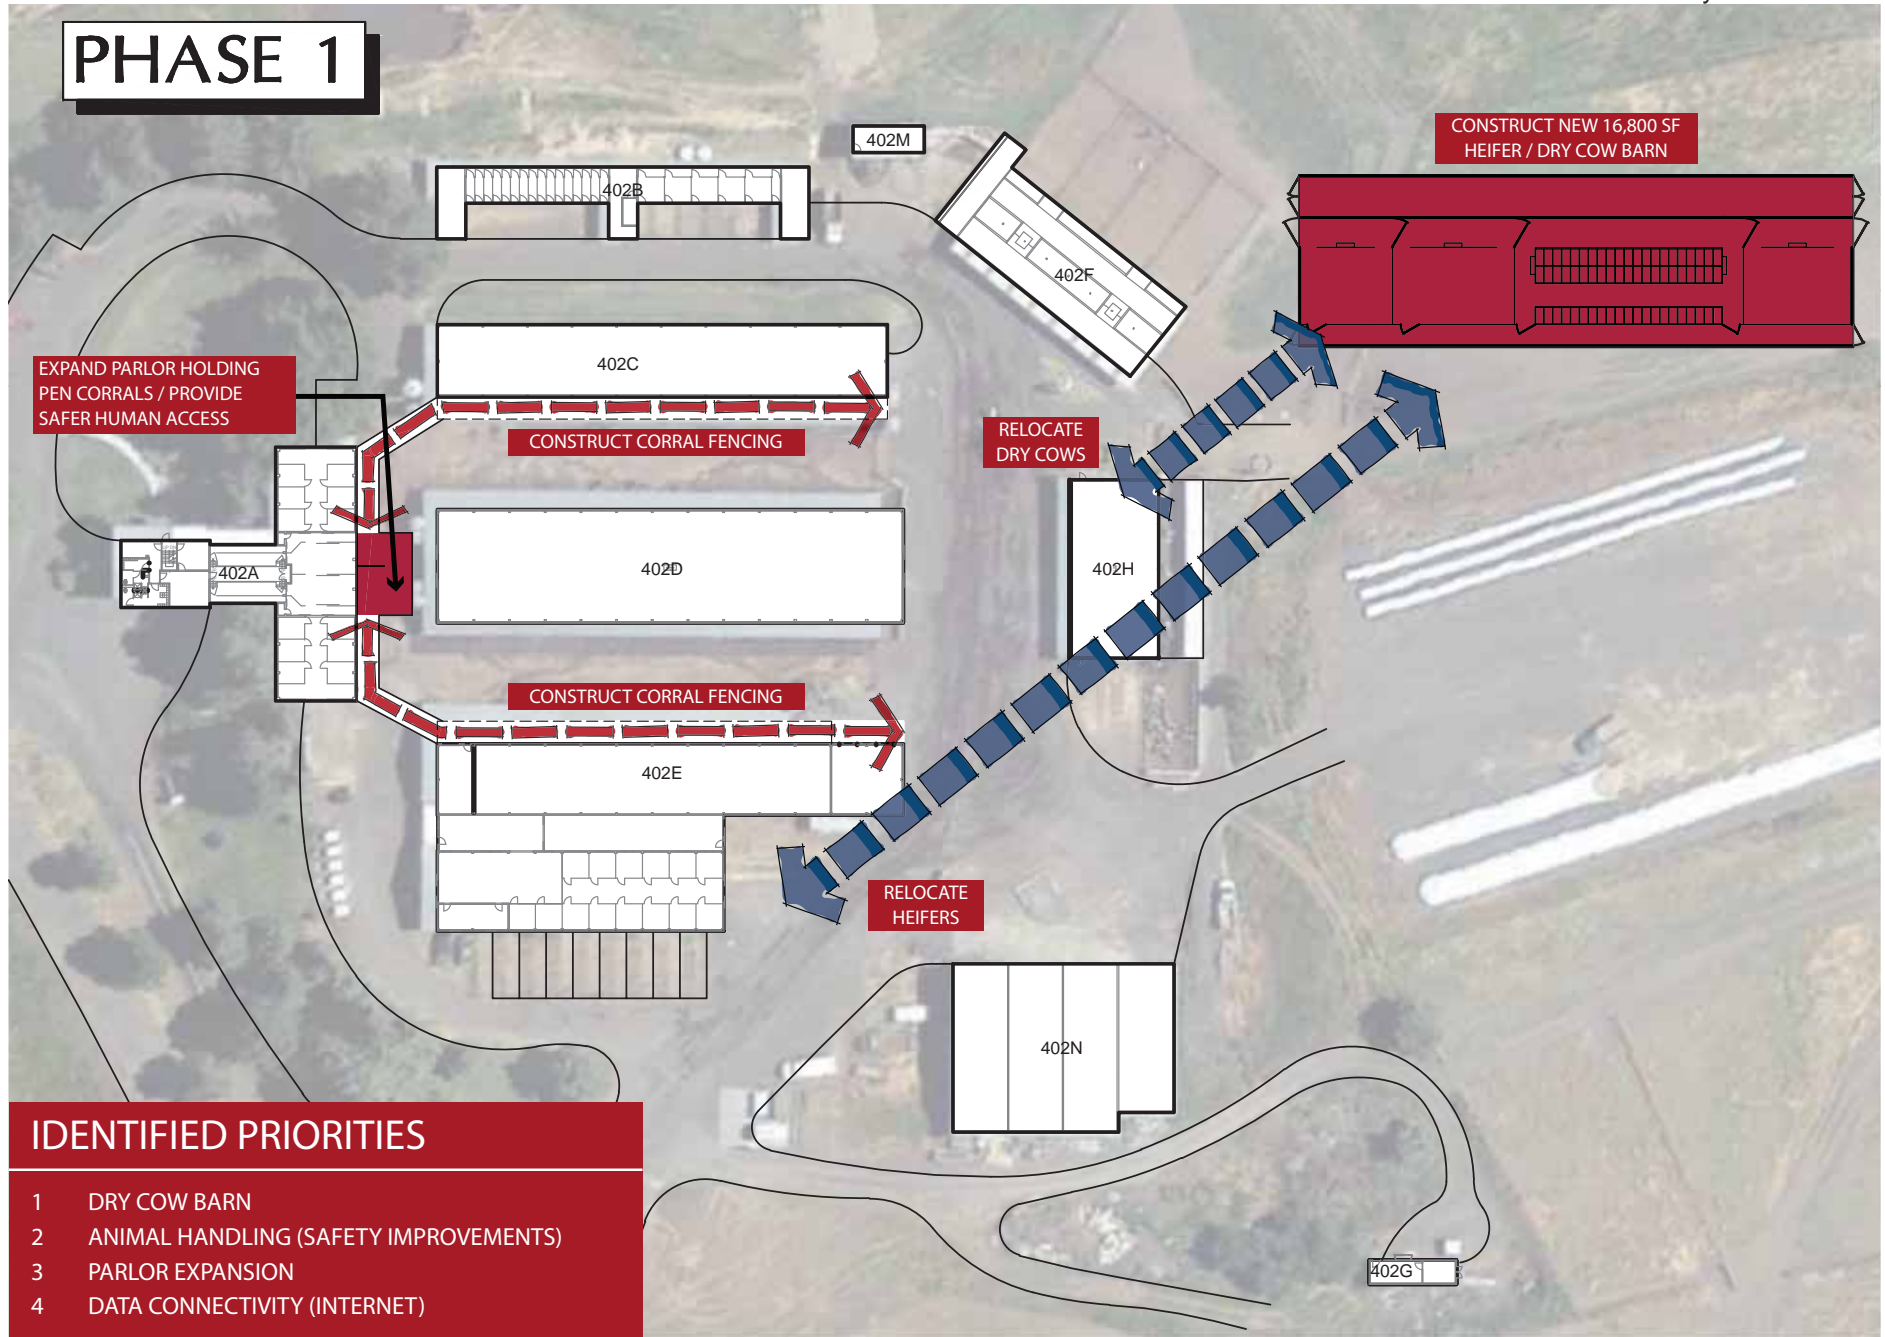 PHASE 1
402M
CONSTRUCT NEW 16,800 SF
HEIFER / DRY COW BARN
402B
402F
402C
EXPAND PARLOR HOLDING
PEN CORRALS / PROVIDE
SAFER HUMAN ACCESS
CONSTRUCT CORRAL FENCING
RELOCATE
DRY COWS
402A
402D
402H
CONSTRUCT CORRAL FENCING
402E
RELOCATE
HEIFERS
402N
402G
IDENTIFIED PRIORITIES
1 DRY COW BARN
2 ANIMAL HANDLING (SAFETY IMPROVEMENTS)
3 PARLOR EXPANSION
4 DATA CONNECTIVITY (INTERNET)